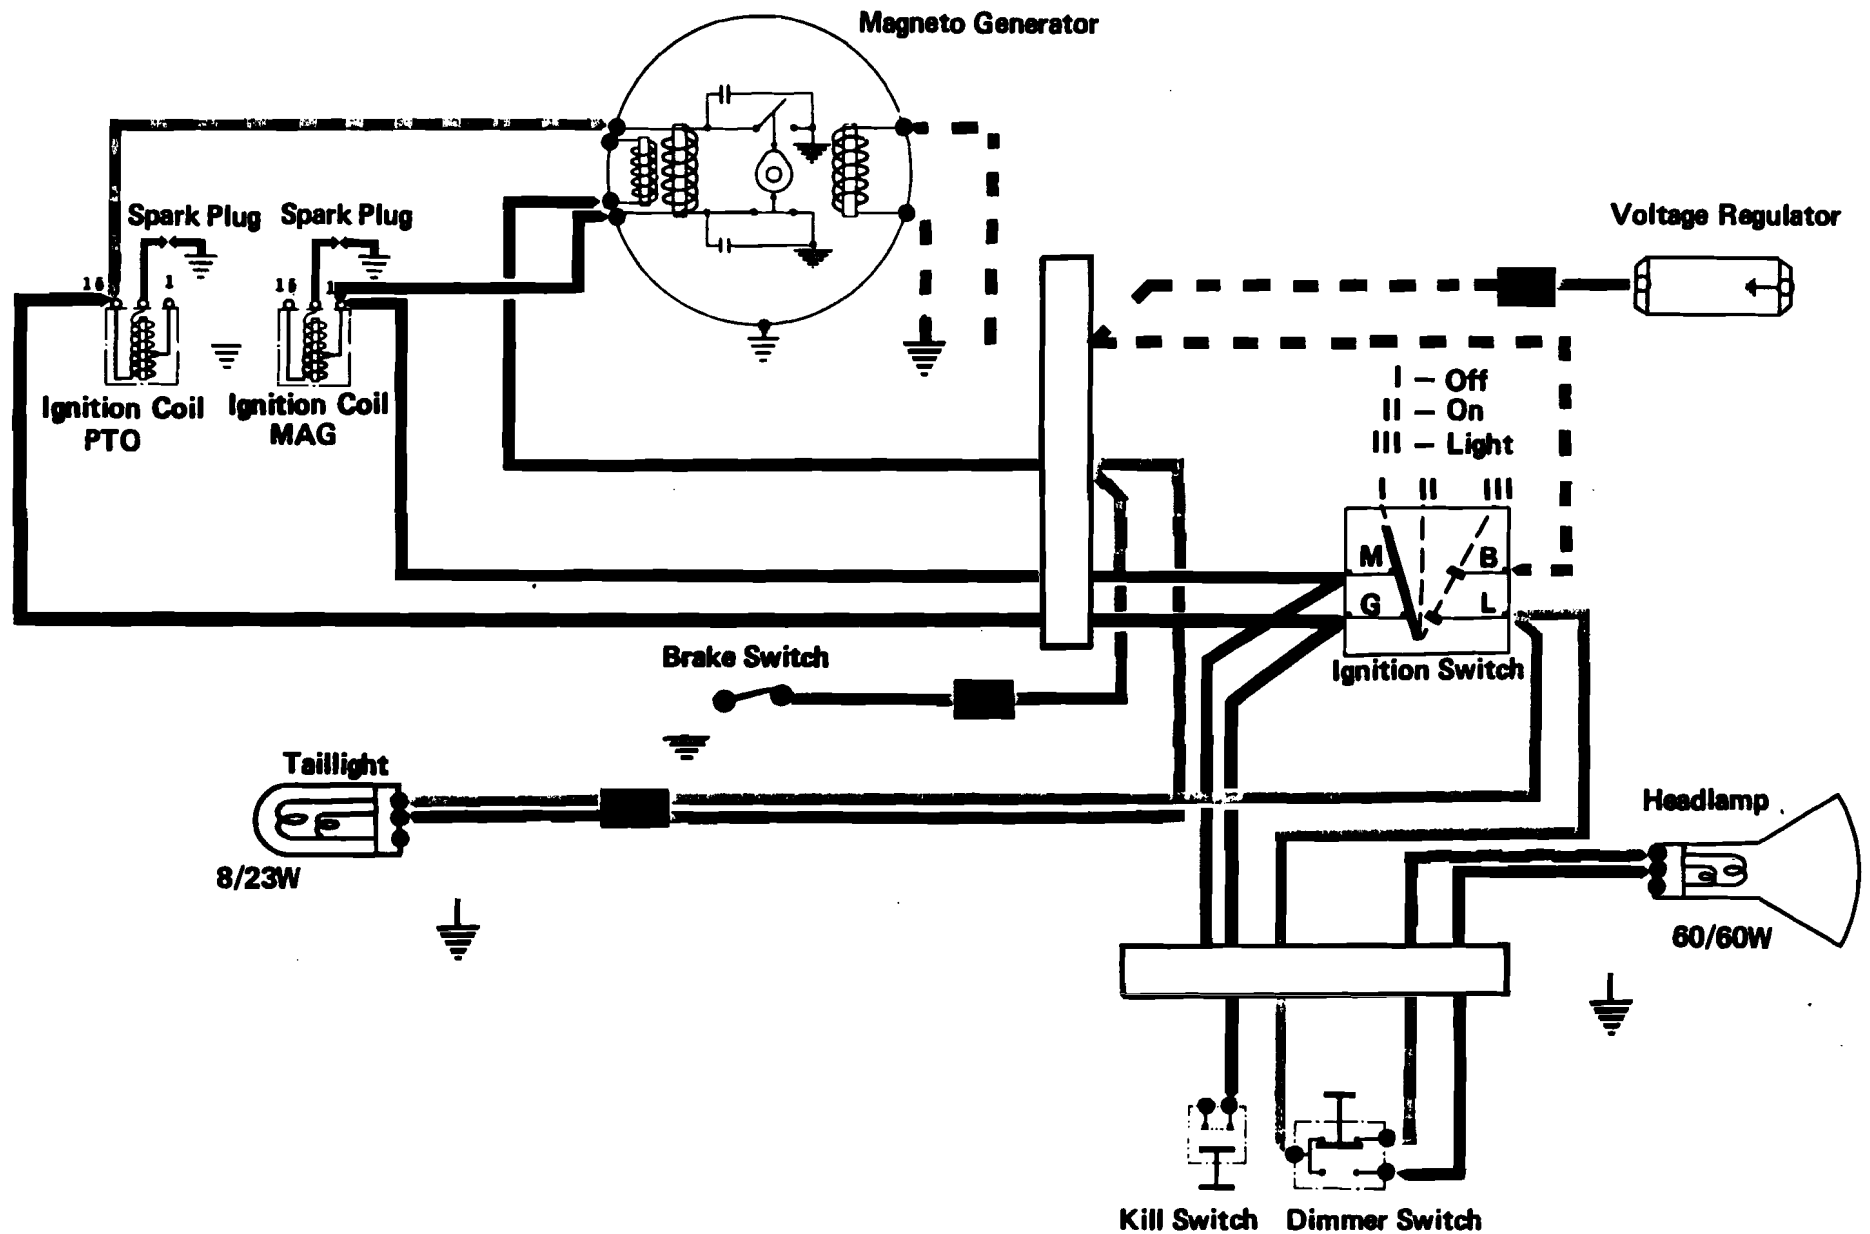 Magneto Generator
Spark Plug
Spark Plug
Voltage Regulator
15
1
15
1
Ignition Coil
PTO
Ignition Coil
MAG
I – Off
II – On
III – Light
I
II
III
M
B
G
L
Ignition Switch
Brake Switch
Taillight
8/23W
Headlamp
60/60W
Kill Switch
Dimmer Switch